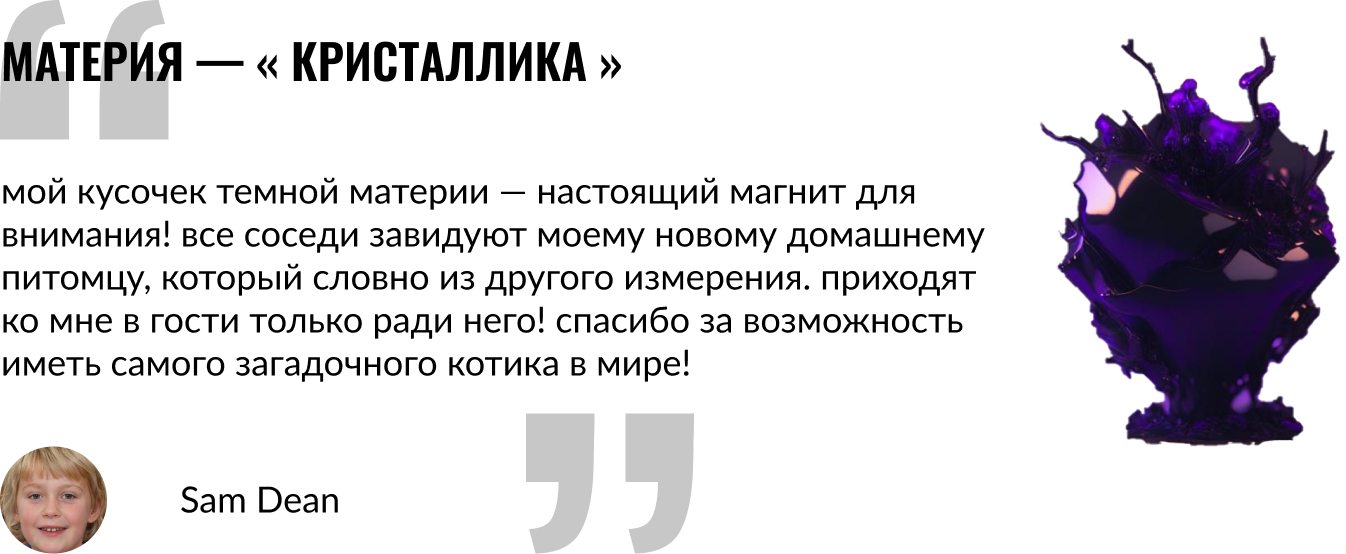 МАТЕРИЯ — « КРИСТАЛЛИКА »
мой кусочек темной материи — настоящий магнит для
внимания! все соседи завидуют моему новому домашнему
питомцу, который словно из другого измерения. приходят
ко мне в гости только ради него! спасибо за возможность
иметь самого загадочного котика в мире!
Sam Dean